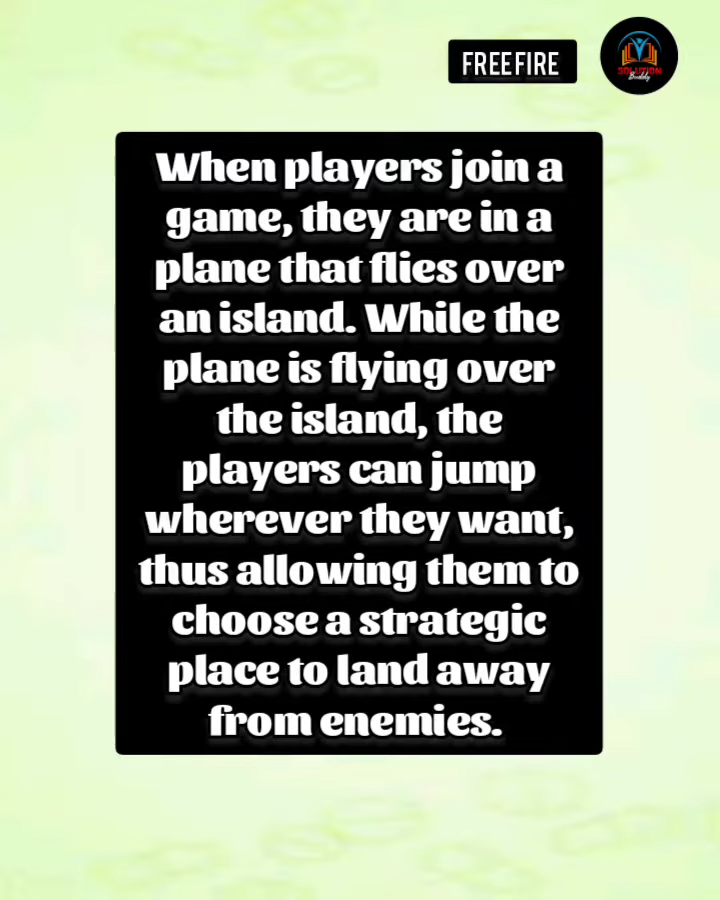 FREEFIRE
SOLUTION
Buddy
When players join a
game, they are in a
plane that flies over
an island. While the
plane is flying over
the island, the
players can jump
wherever they want,
thus allowing them to
choose a strategic
place to land away
from enemies.